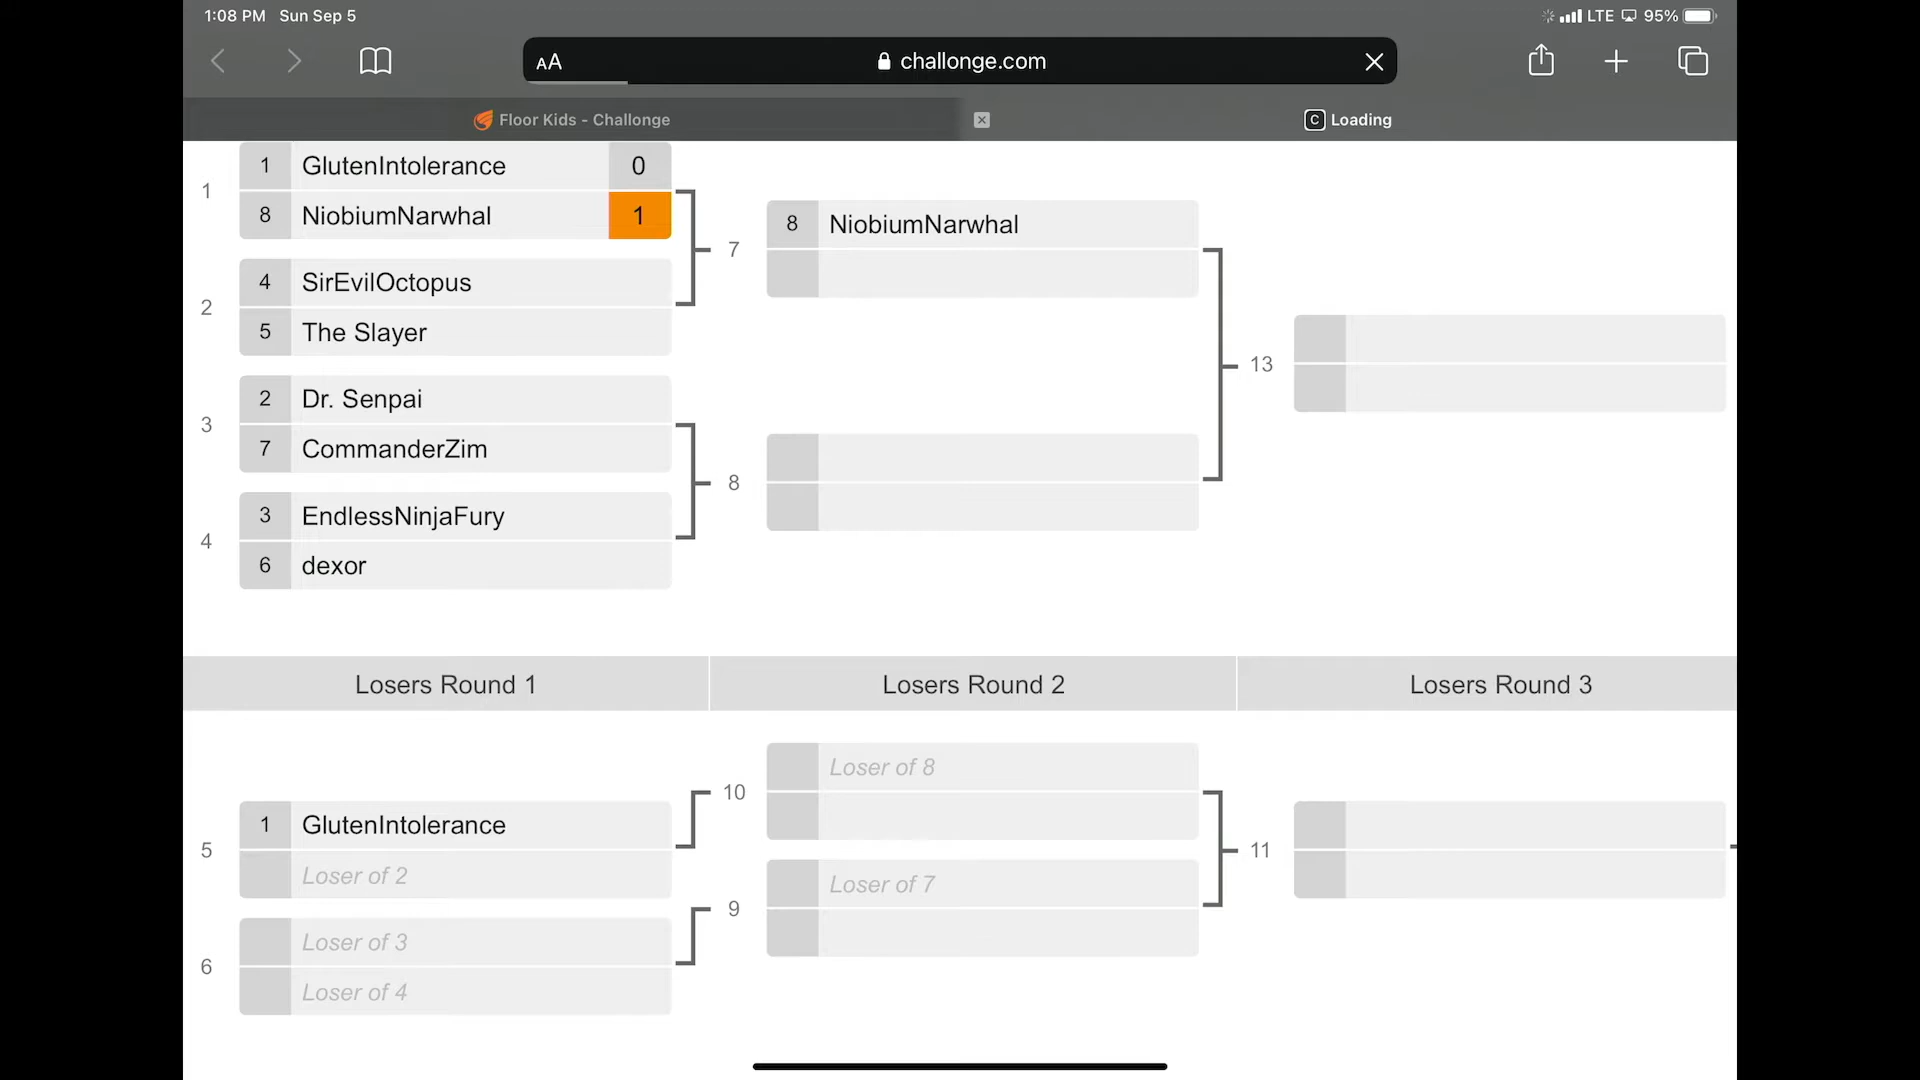 1:08 PM Sun Sep 5
LTE 95%
AA challonge.com
Floor Kids - Challonge
C Loading
1
1 GlutenIntolerance 0
8 NiobiumNarwhal 1
2
4 SirEvilOctopus
5 The Slayer
3
2 Dr. Senpai
7 CommanderZim
4
3 EndlessNinjaFury
6 dexor
7
8 NiobiumNarwhal
8
13
Losers Round 1
Losers Round 2
Losers Round 3
5
1 GlutenIntolerance
Loser of 2
6
Loser of 3
Loser of 4
10
Loser of 8
9
Loser of 7
11